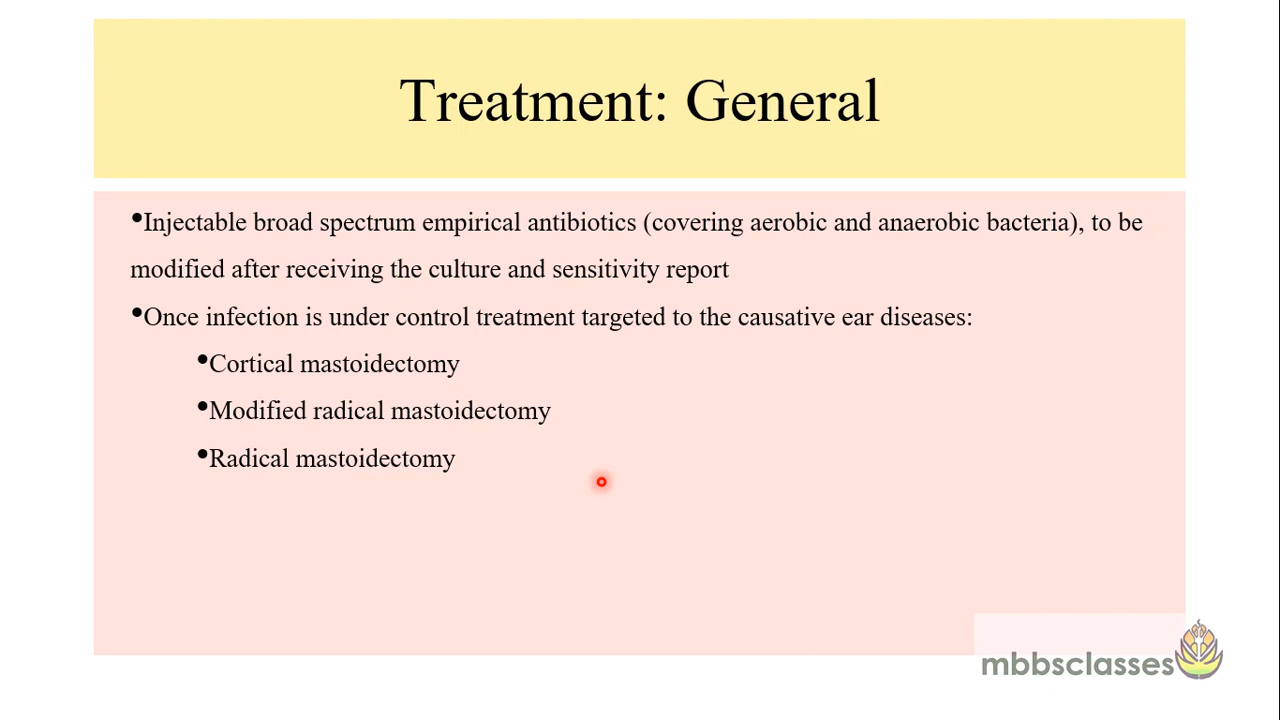 Treatment: General
•Injectable broad spectrum empirical antibiotics (covering aerobic and anaerobic bacteria), to be
modified after receiving the culture and sensitivity report
•Once infection is under control treatment targeted to the causative ear diseases:
•Cortical mastoidectomy
•Modified radical mastoidectomy
•Radical mastoidectomy
mbbsclasses